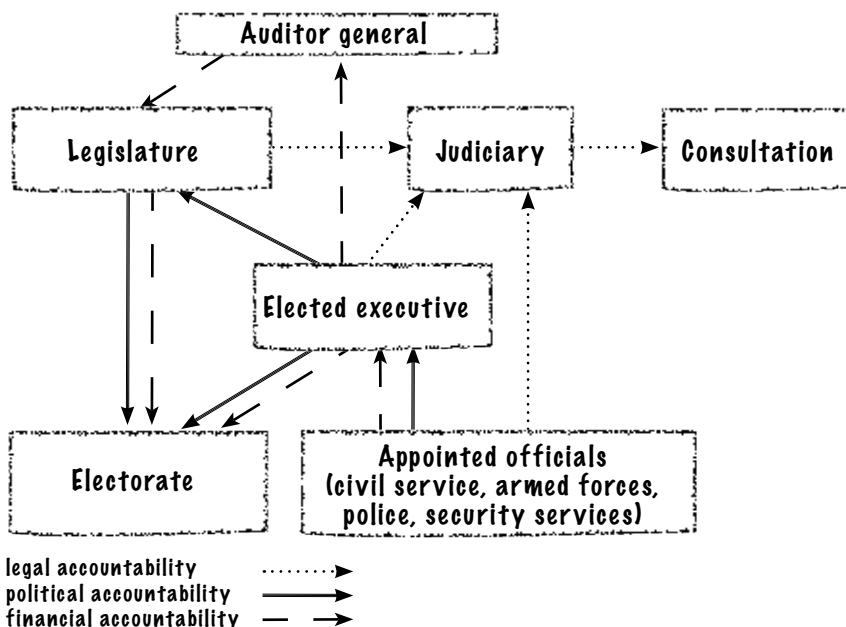 Auditor general
Legislature
Judiciary
Consultation
Elected executive
Electorate
Appointed officials
(civil service, armed forces,
police, security services)
legal accountability
political accountability
financial accountability